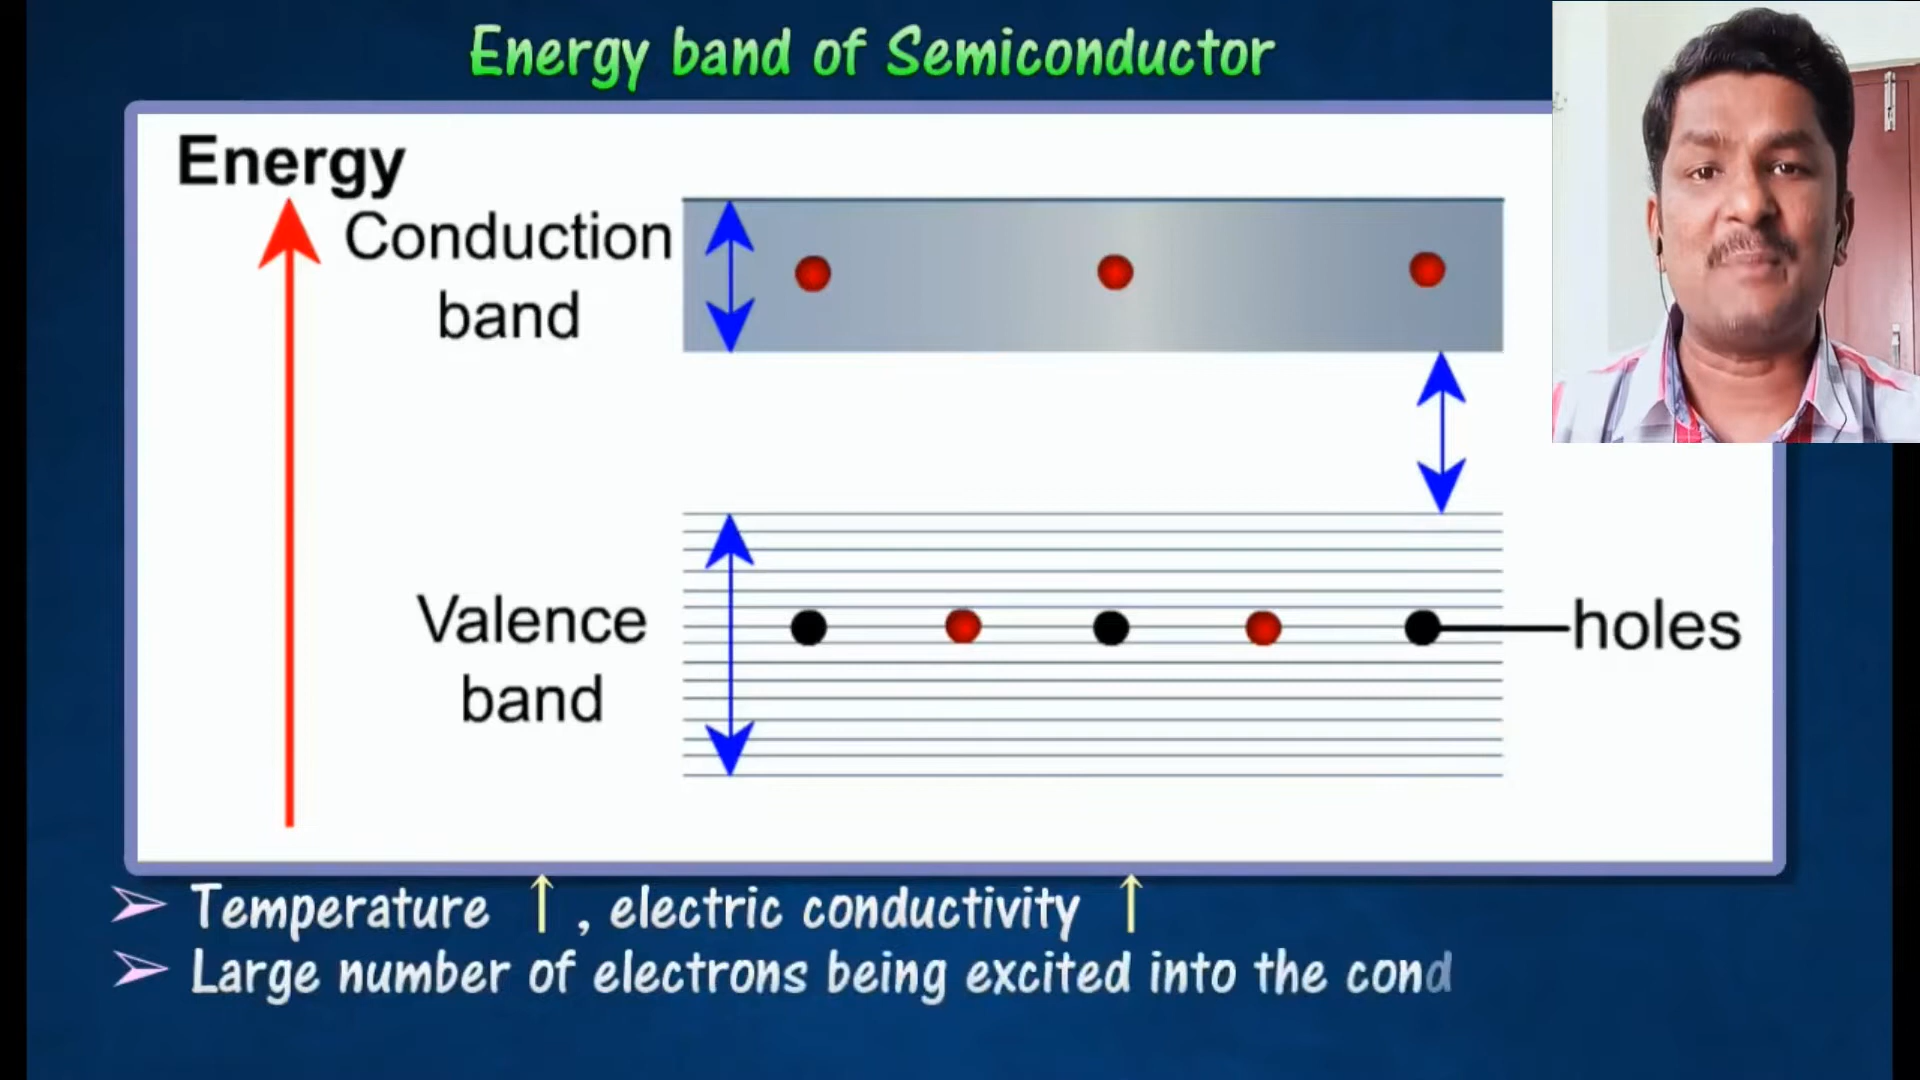 Energy band of Semiconductor
Energy
Conduction
band
Valence
band
holes
➢ Temperature ↑ , electric conductivity ↑
➢ Large number of electrons being excited into the cond